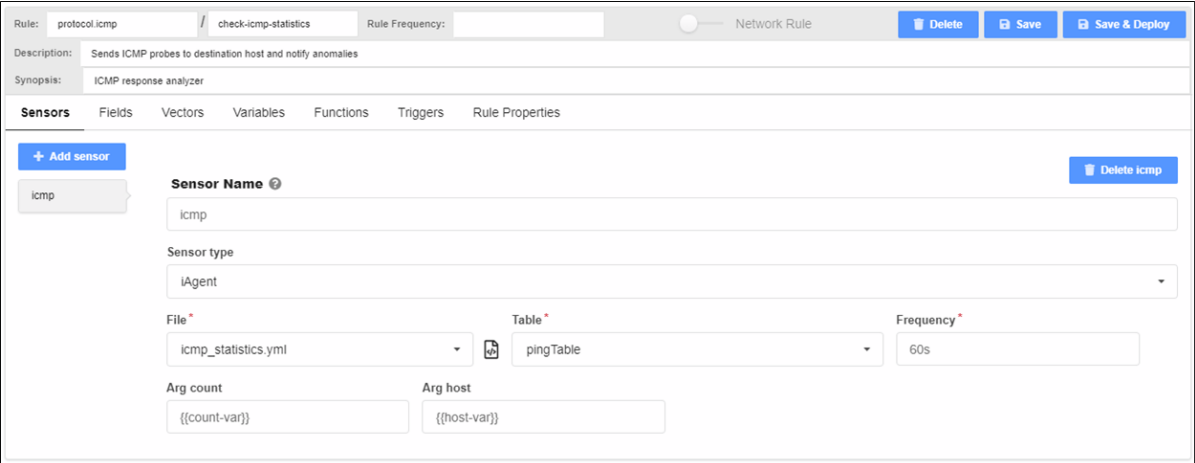 Rule: protocol.icmp / check-icmp-statistics Rule Frequency: Network Rule Delete Save Save & Deploy
Description: Sends ICMP probes to destination host and notify anomalies
Synopsis: ICMP response analyzer
Sensors Fields Vectors Variables Functions Triggers Rule Properties
+ Add sensor
Delete icmp
icmp
Sensor Name ?
icmp
Sensor type
iAgent
File * Table * Frequency *
icmp_statistics.yml </> pingTable 60s
Arg count Arg host
{{count-var}} {{host-var}}